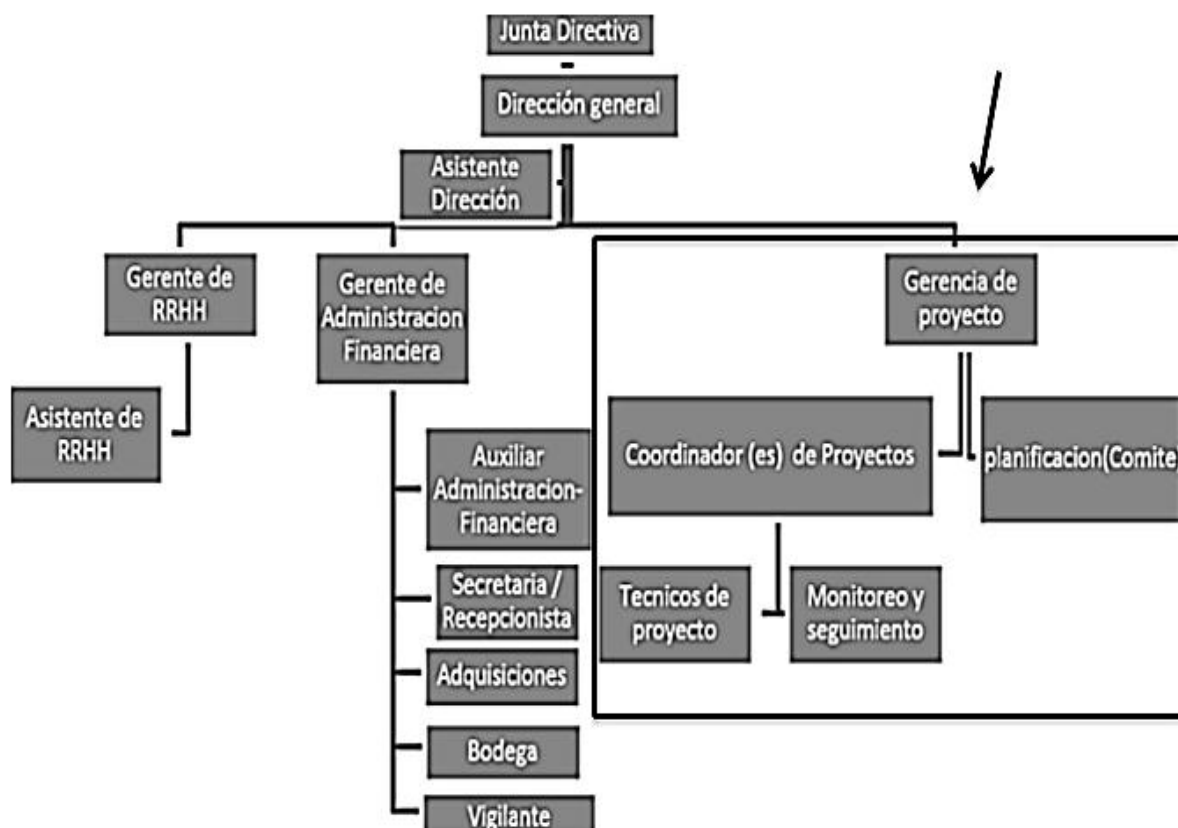 Junta Directiva
Dirección general
Asistente
Dirección
Gerente de
RRHH
Asistente de
RRHH
Gerente de
Administracion
Financiera
Auxiliar
Administracion-
Financiera
Secretaria /
Recepcionista
Adquisiciones
Bodega
Vigilante
Gerencia de
proyecto
Coordinador (es) de Proyectos
planificacion(Comite)
Tecnicos de
proyecto
Monitoreo y
seguimiento